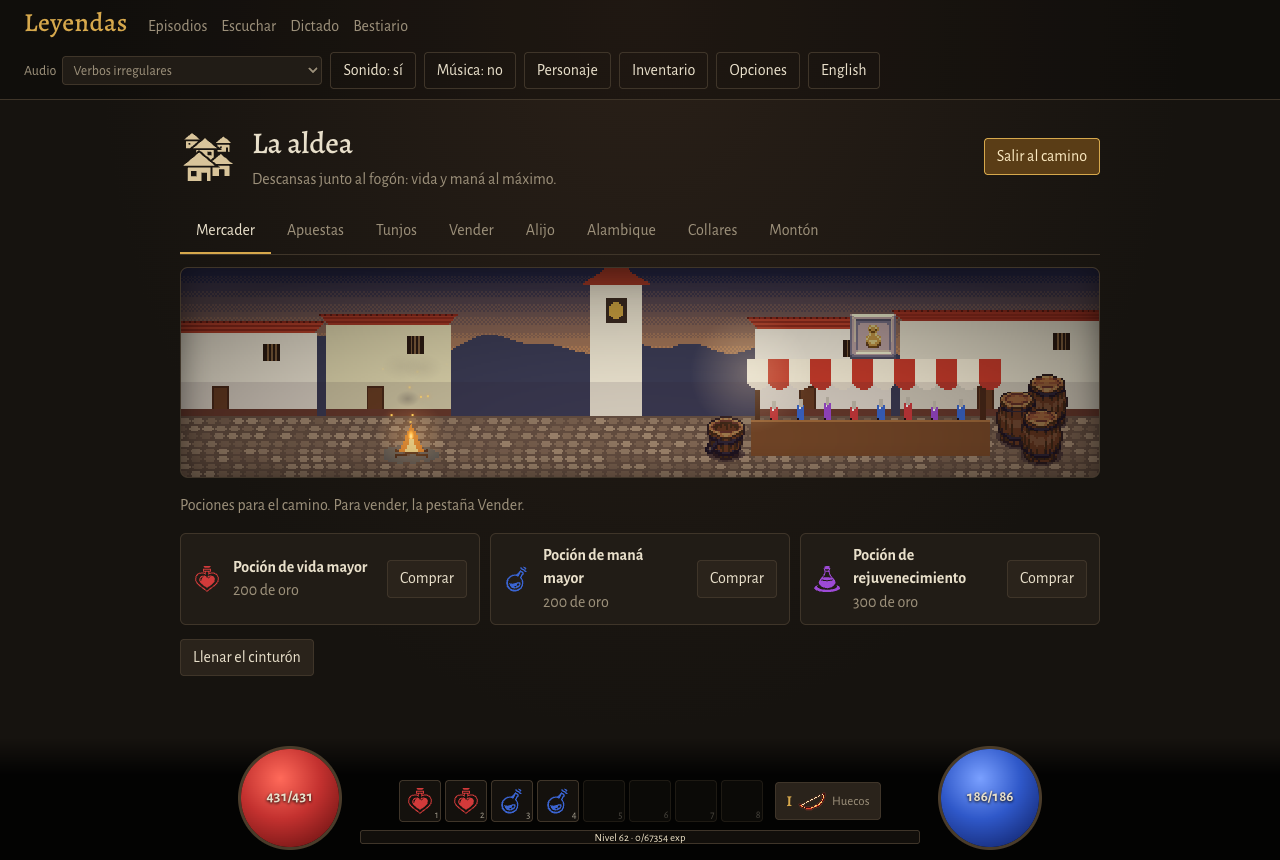 Leyendas Episodios Escuchar Dictado Bestiario
Audio Verbos irregulares Sonido: sí Música: no Personaje Inventario Opciones English
La aldea
Descansas junto al fogón: vida y maná al máximo.
Salir al camino
Mercader Apuestas Tunjos Vender Alijo Alambique Collares Montón
Pociones para el camino. Para vender, la pestaña Vender.
Poción de vida mayor
200 de oro
Comprar
Poción de maná
mayor
200 de oro
Comprar
Poción de
rejuvenecimiento
300 de oro
Comprar
Llenar el cinturón
431/431
1 2 3 4 5 6 7 8
I Huecos
186/186
Nivel 62 · 0/67354 exp